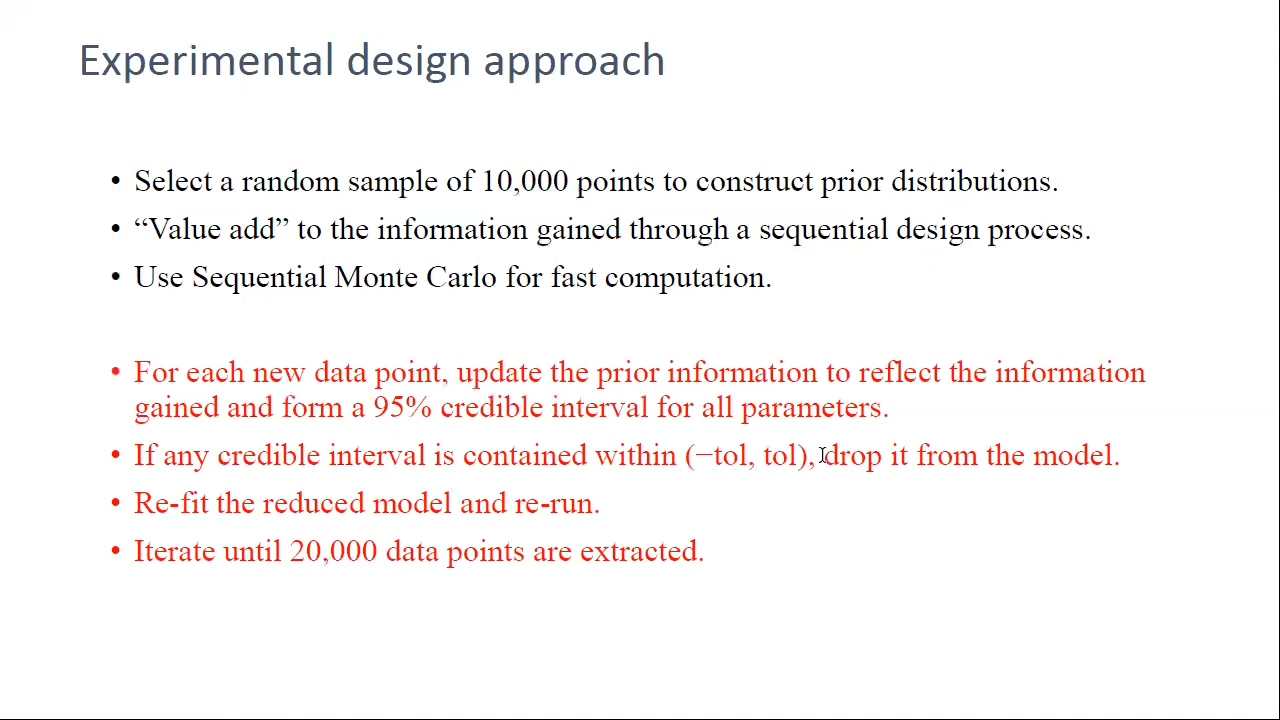 Experimental design approach
• Select a random sample of 10,000 points to construct prior distributions.
• “Value add” to the information gained through a sequential design process.
• Use Sequential Monte Carlo for fast computation.
• For each new data point, update the prior information to reflect the information
gained and form a 95% credible interval for all parameters.
• If any credible interval is contained within (−tol, tol), drop it from the model.
• Re-fit the reduced model and re-run.
• Iterate until 20,000 data points are extracted.